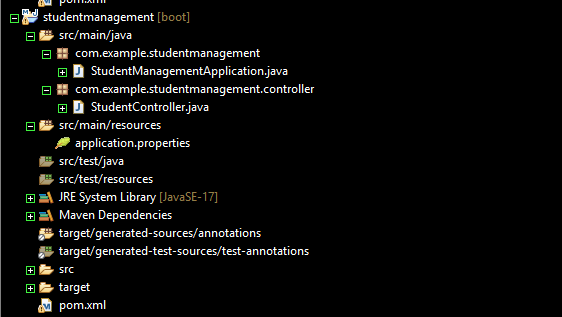 pom.xml
studentmanagement [boot]
src/main/java
com.example.studentmanagement
StudentManagementApplication.java
com.example.studentmanagement.controller
StudentController.java
src/main/resources
application.properties
src/test/java
src/test/resources
JRE System Library [JavaSE-17]
Maven Dependencies
target/generated-sources/annotations
target/generated-test-sources/test-annotations
src
target
pom.xml